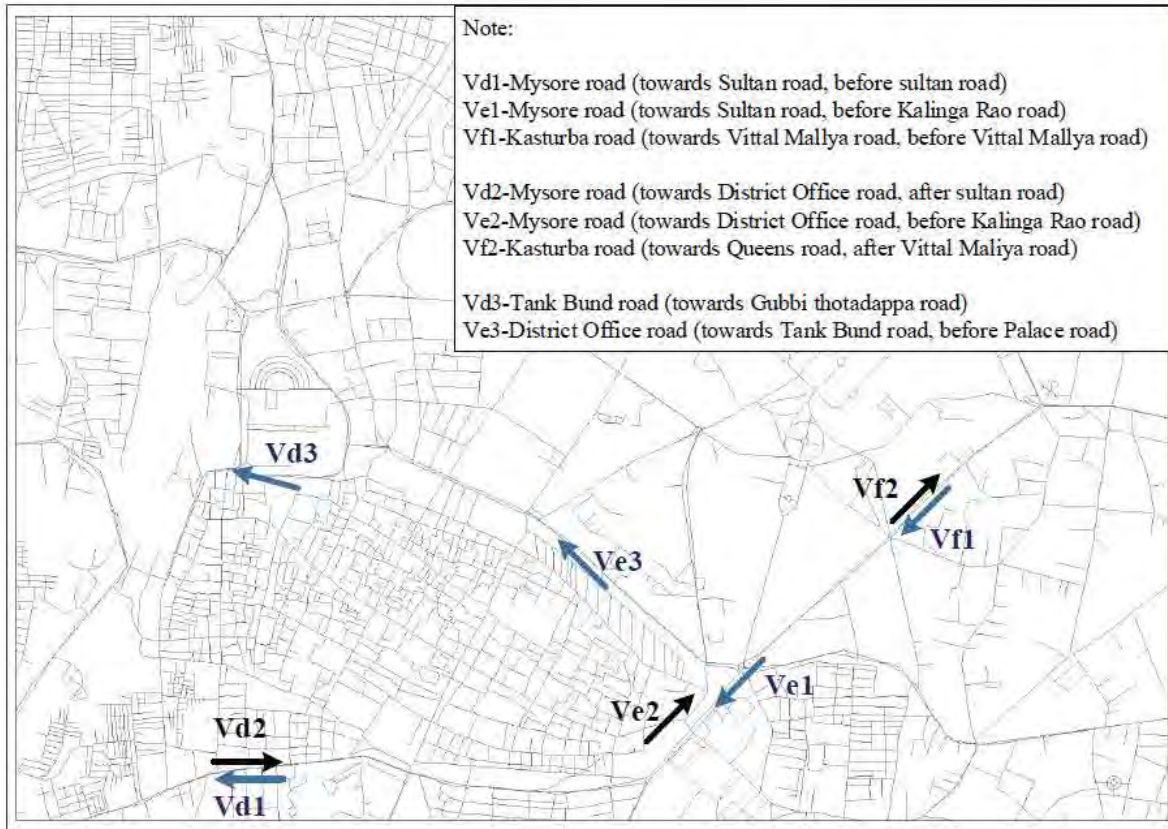 Note:
Vd1-Mysore road (towards Sultan road, before sultan road)
Ve1-Mysore road (towards Sultan road, before Kalinga Rao road)
Vf1-Kasturba road (towards Vittal Mallya road, before Vittal Mallya road)
Vd2-Mysore road (towards District Office road, after sultan road)
Ve2-Mysore road (towards District Office road, before Kalinga Rao road)
Vf2-Kasturba road (towards Queens road, after Vittal Maliya road)
Vd3-Tank Bund road (towards Gubbi thotadappa road)
Ve3-District Office road (towards Tank Bund road, before Palace road)
Vd3
Vf2
Vf1
Ve3
Ve1
Ve2
Vd2
Vd1